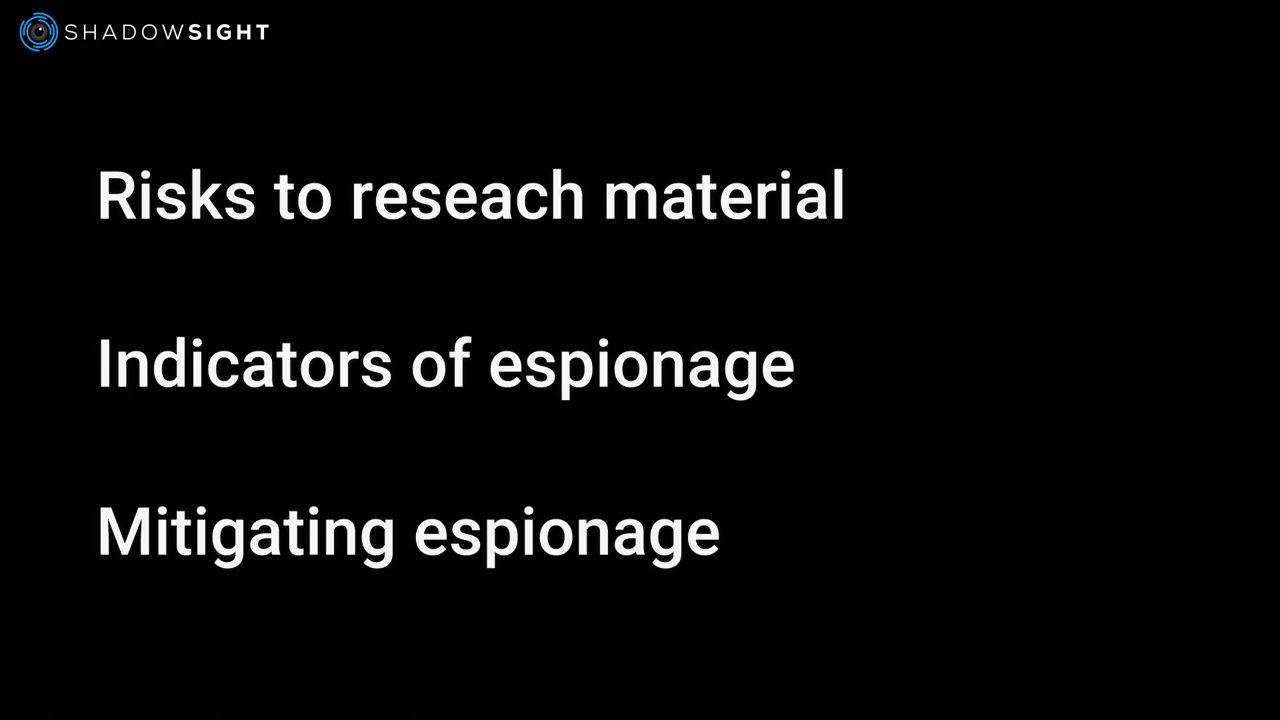 SHADOWSIGHT
Risks to reseach material
Indicators of espionage
Mitigating espionage